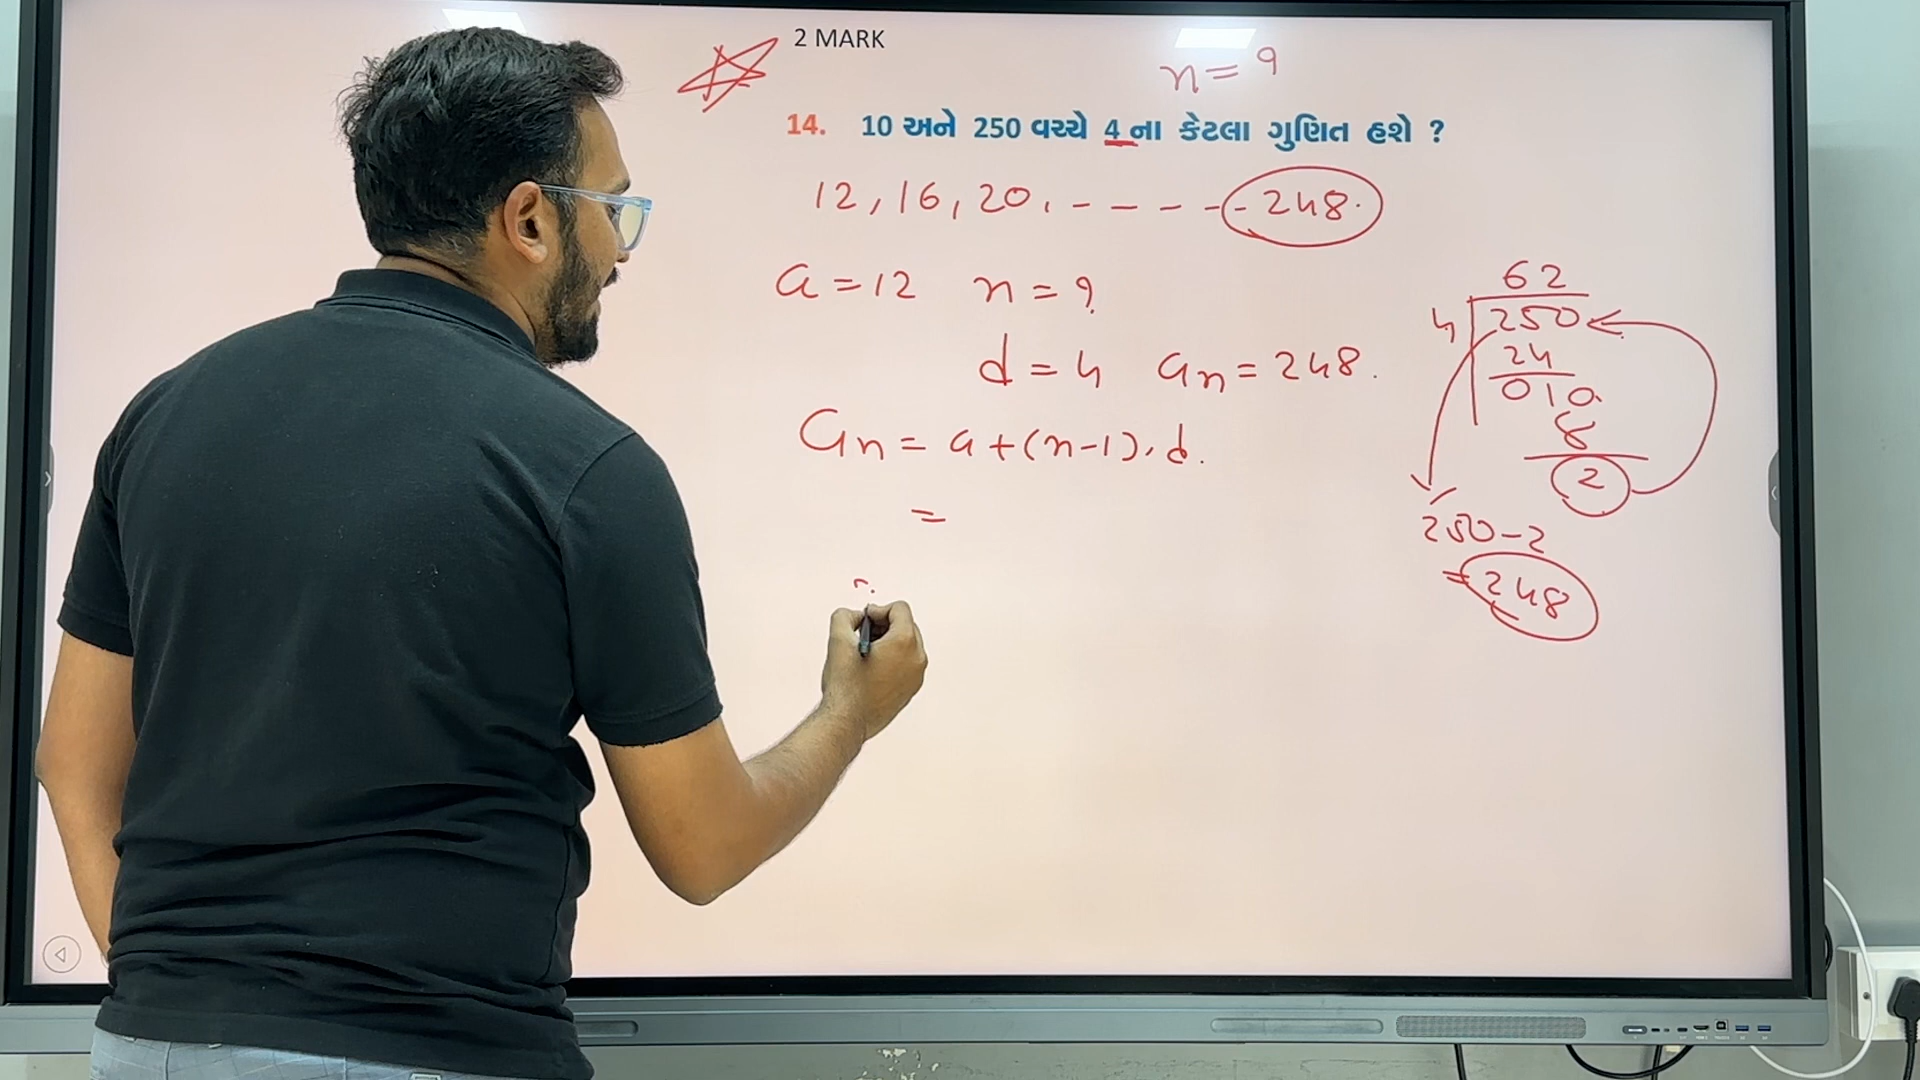 2 MARK
n = ?
14. 10 અને 250 વચ્ચે 4 ના કેટલા ગુણિત હશે ?
12, 16, 20, - - - - - 248.
a = 12 n = ?
d = 4 an = 248.
an = a + (n-1). d.
=
62
4 250
24
010
8
2
250 - 2
= 248